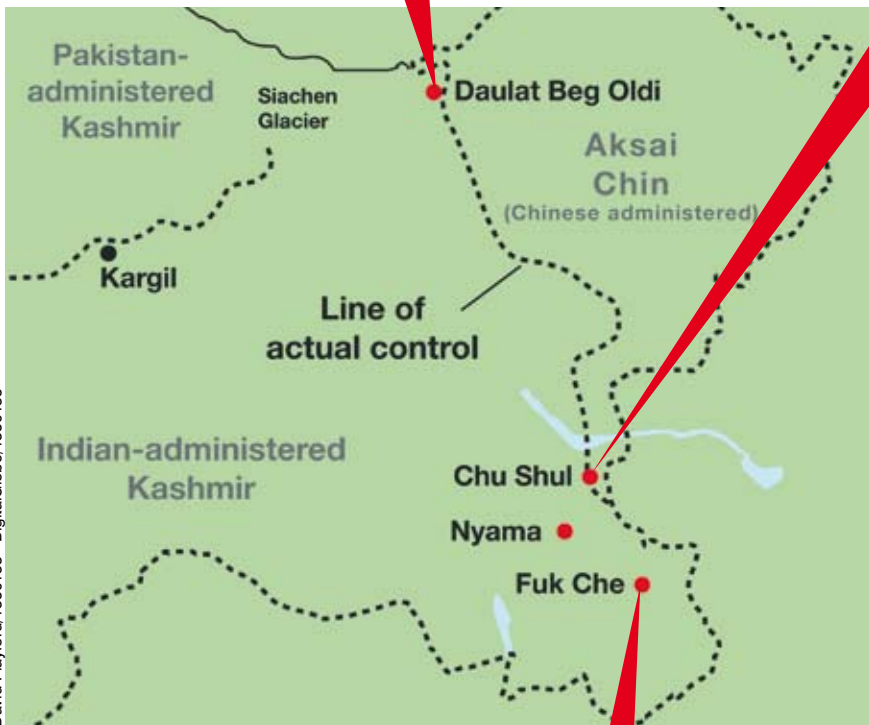 Pakistan-
administered
Kashmir
Siachen
Glacier
Daulat Beg Oldi
Aksai
Chin
(Chinese administered)
Kargil
Line of
actual control
Indian-administered
Kashmir
Chu Shul
Nyama
Fuk Che